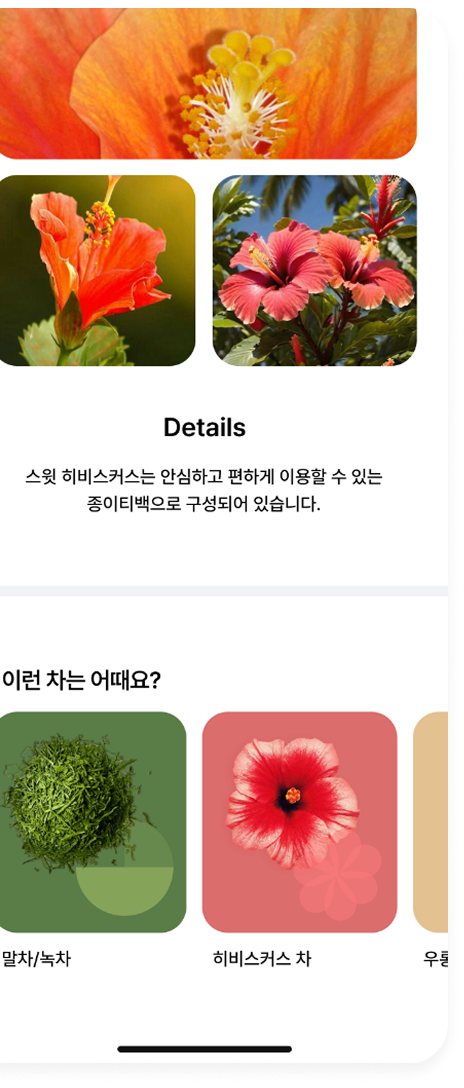 Details
스윗 히비스커스는 안심하고 편하게 이용할 수 있는
종이티백으로 구성되어 있습니다.
이런 차는 어때요?
말차/녹차
히비스커스 차